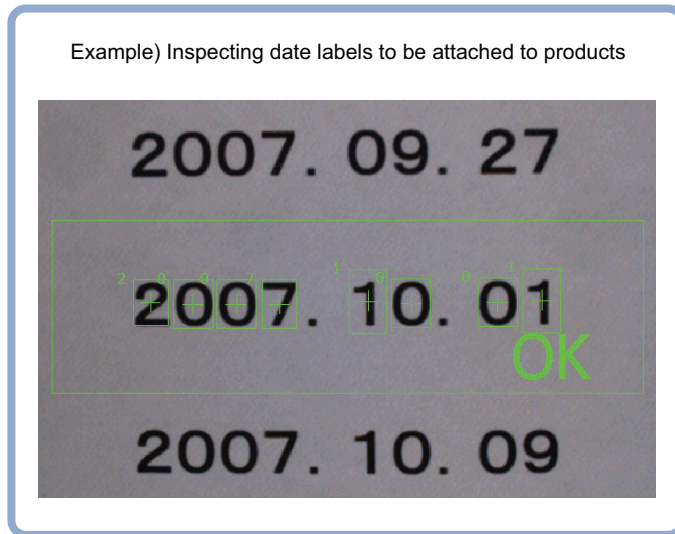 Example) Inspecting date labels to be attached to products
2007. 09. 27
2 0 0 7 1 0 0 1
2007. 10. 01
OK
2007. 10. 09